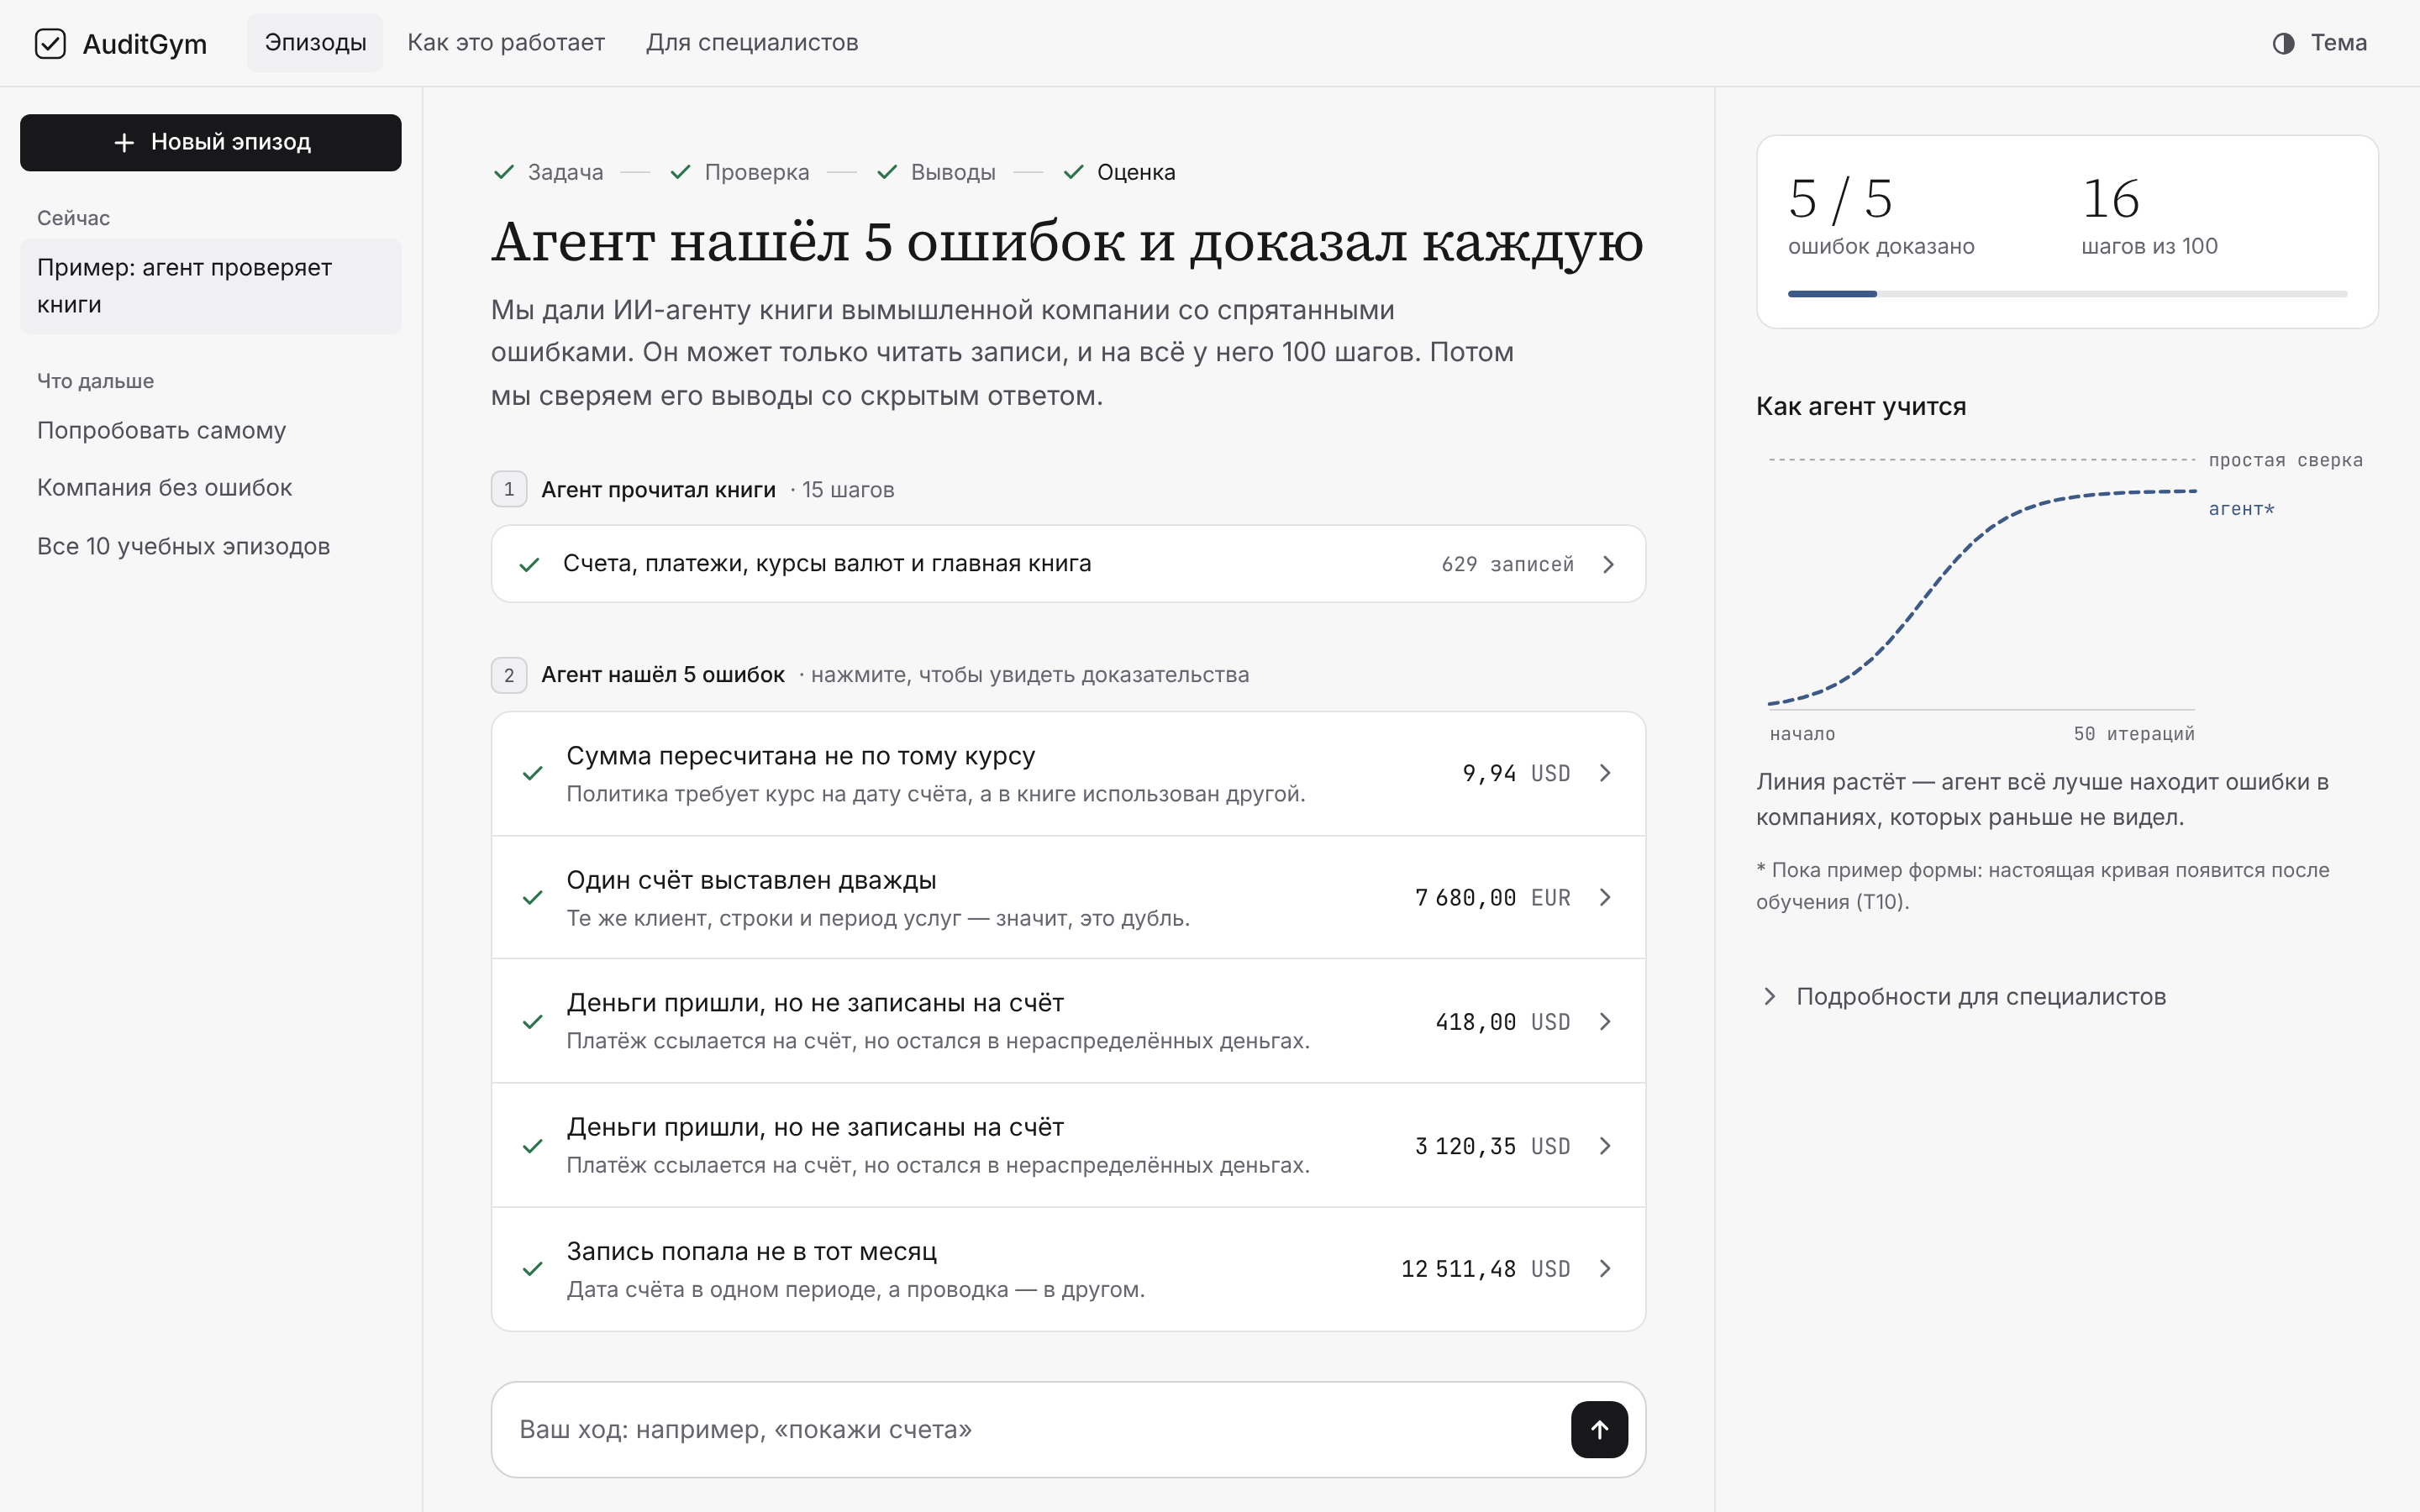 AuditGym
Эпизоды
Как это работает
Для специалистов
Тема
Новый эпизод
Сейчас
Пример: агент проверяет
книги
Что дальше
Попробовать самому
Компания без ошибок
Все 10 учебных эпизодов
Задача
Проверка
Выводы
Оценка
Агент нашёл 5 ошибок и доказал каждую
Мы дали ИИ-агенту книги вымышленной компании со спрятанными
ошибками. Он может только читать записи, и на всё у него 100 шагов. Потом
мы сверяем его выводы со скрытым ответом.
1 Агент прочитал книги · 15 шагов
Счета, платежи, курсы валют и главная книга 629 записей
2 Агент нашёл 5 ошибок · нажмите, чтобы увидеть доказательства
Сумма пересчитана не по тому курсу
Политика требует курс на дату счёта, а в книге использован другой.
9,94 USD
Один счёт выставлен дважды
Те же клиент, строки и период услуг — значит, это дубль.
7 680,00 EUR
Деньги пришли, но не записаны на счёт
Платёж ссылается на счёт, но остался в нераспределённых деньгах.
418,00 USD
Деньги пришли, но не записаны на счёт
Платёж ссылается на счёт, но остался в нераспределённых деньгах.
3 120,35 USD
Запись попала не в тот месяц
Дата счёта в одном периоде, а проводка — в другом.
12 511,48 USD
Ваш ход: например, «покажи счета»
5 / 5
ошибок доказано
16
шагов из 100
Как агент учится
простая сверка
агент*
начало
50 итераций
Линия растёт — агент всё лучше находит ошибки в
компаниях, которых раньше не видел.
* Пока пример формы: настоящая кривая появится после
обучения (T10).
Подробности для специалистов